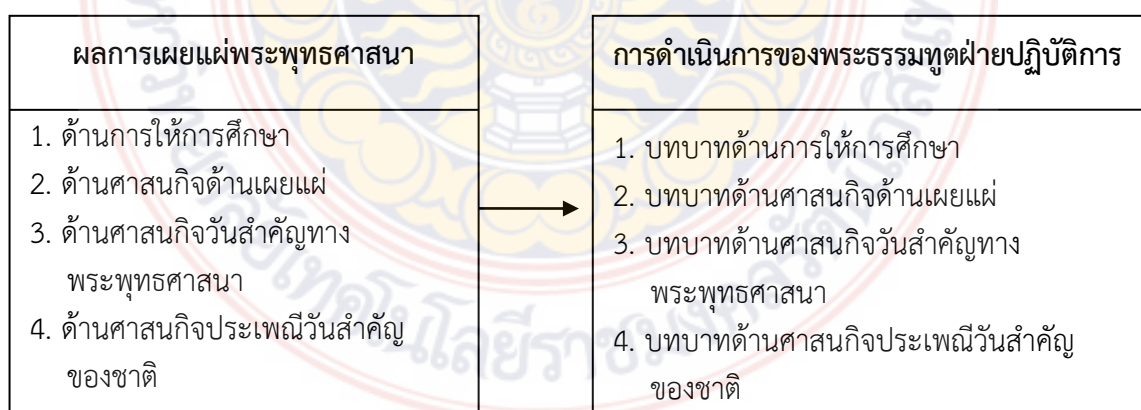 ผลการเผยแผ่พระพุทธศาสนา
1. ด้านการให้การศึกษา
2. ด้านศาสนกิจด้านเผยแผ่
3. ด้านศาสนกิจวันสำคัญทาง
พระพุทธศาสนา
4. ด้านศาสนกิจประเพณีวันสำคัญ
ของชาติ
การดำเนินการของพระธรรมทูตฝ่ายปฏิบัติการ
1. บทบาทด้านการให้การศึกษา
2. บทบาทด้านศาสนกิจด้านเผยแผ่
3. บทบาทด้านศาสนกิจวันสำคัญทาง
พระพุทธศาสนา
4. บทบาทด้านศาสนกิจประเพณีวันสำคัญ
ของชาติ